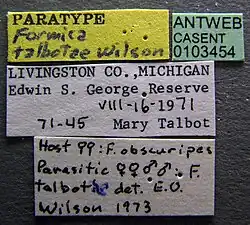 PARATYPE
Formica
talbotae Wilson
ANTWEB
CASENT
0103454
LIVINGSTON CO., MICHIGAN
Edwin S. George Reserve
VIII-16-1971
71-45 Mary Talbot
Host ♀♀: F. obscuripes
Parasitic ♀♀♂♂: F.
talbotae det. E.O.
Wilson 1973